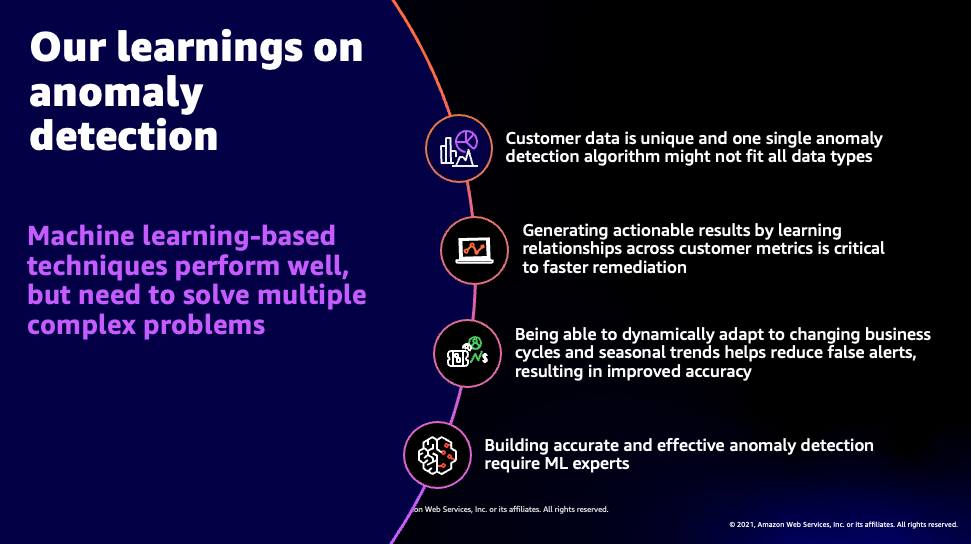 Our learnings on
anomaly
detection
Machine learning-based
techniques perform well,
but need to solve multiple
complex problems
Customer data is unique and one single anomaly
detection algorithm might not fit all data types
Generating actionable results by learning
relationships across customer metrics is critical
to faster remediation
Being able to dynamically adapt to changing business
cycles and seasonal trends helps reduce false alerts,
resulting in improved accuracy
Building accurate and effective anomaly detection
require ML experts
on Web Services, Inc. or its affiliates. All rights reserved.
© 2021, Amazon Web Services, Inc. or its affiliates. All rights reserved.